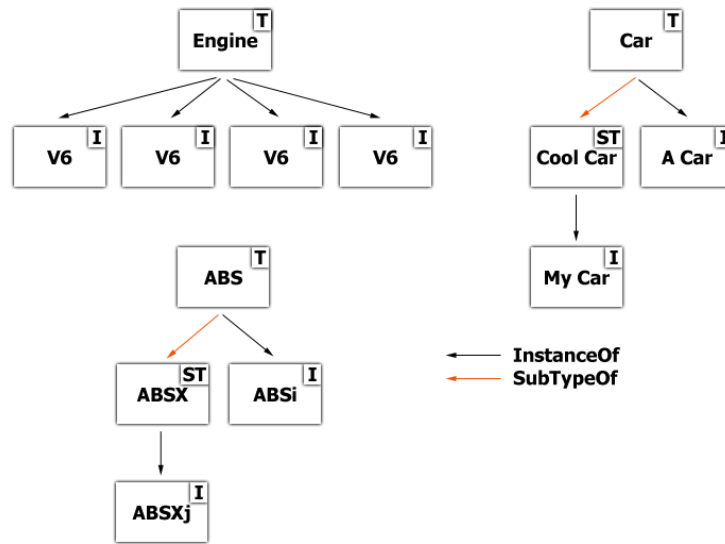 T
Engine
T
Car
I
V6
I
V6
I
V6
I
V6
ST
Cool Car
I
A Car
T
ABS
I
My Car
InstanceOf
SubTypeOf
ST
ABSX
I
ABSi
I
ABSXj